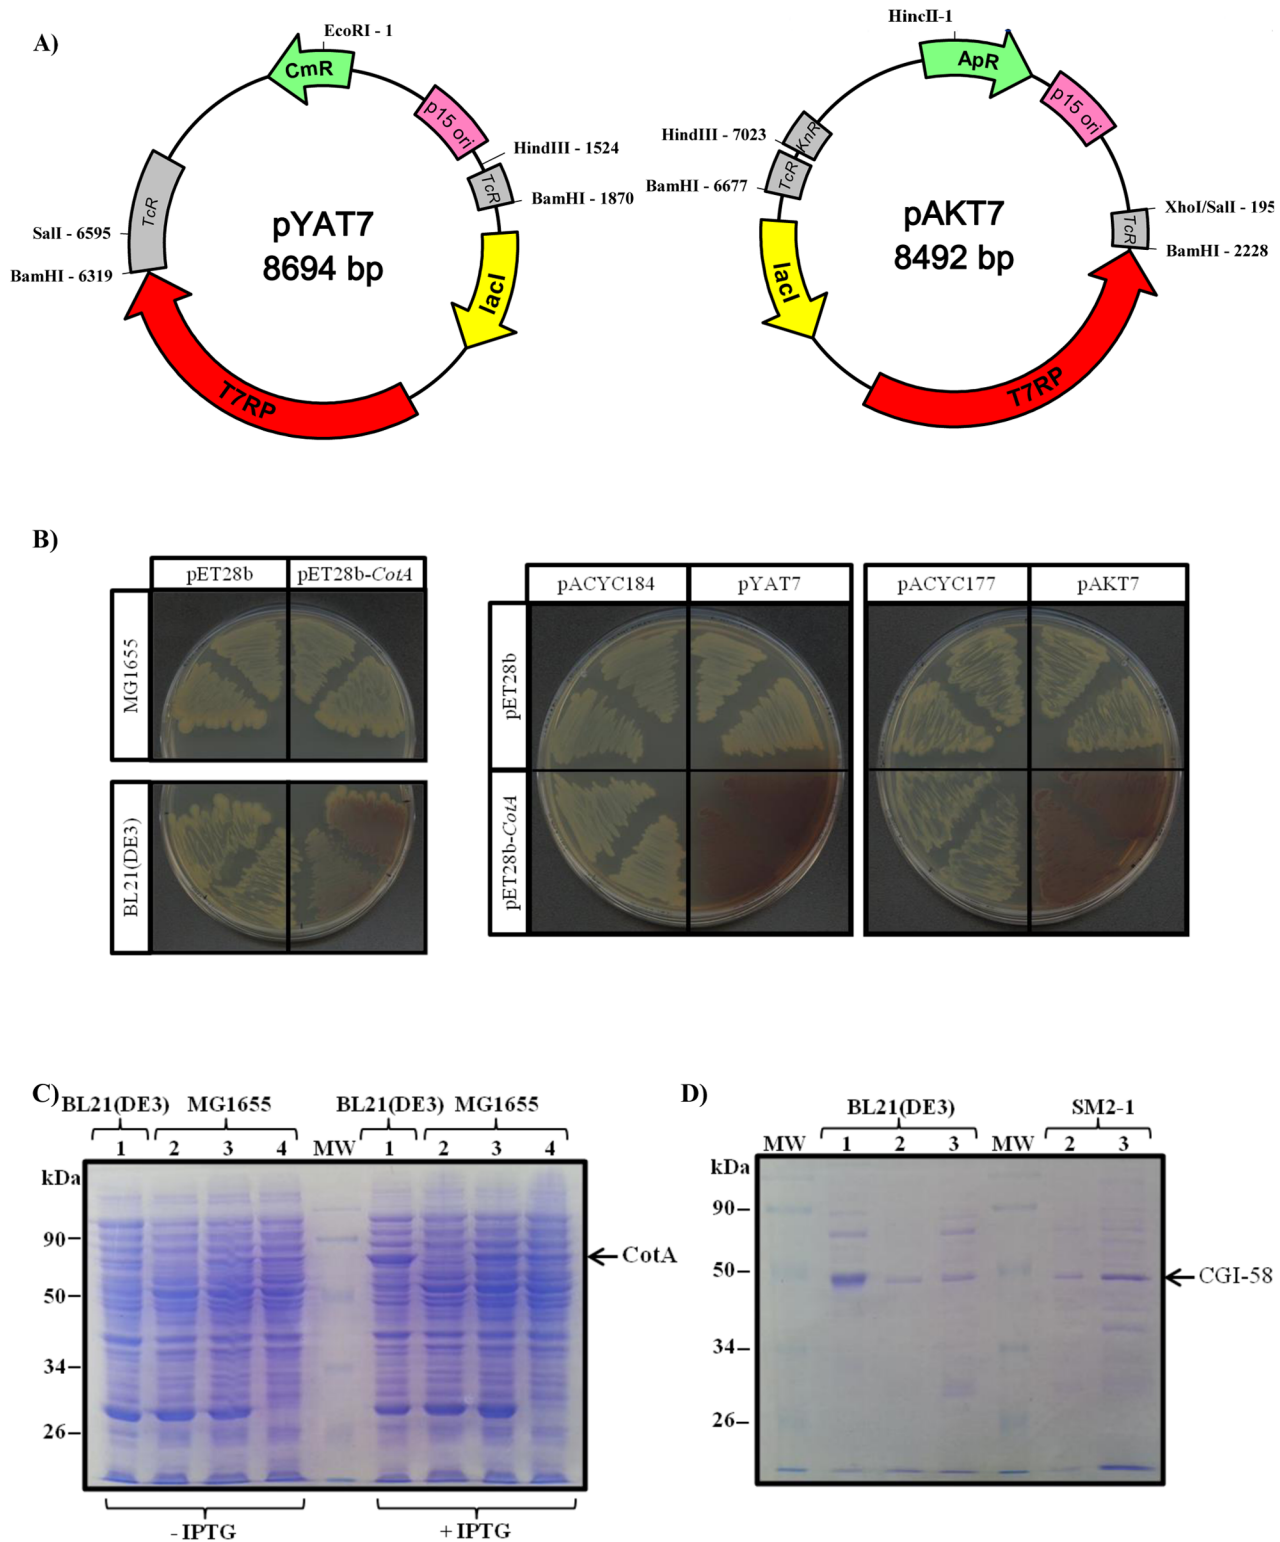 A)
EcoRI - 1
CmR
p15 ori
HindIII - 1524
TcR
BamHI - 1870
TcR
pYAT7
8694 bp
SalI - 6595
BamHI - 6319
lacI
T7RP
HincII-1
ApR
p15 ori
KnR
HindIII - 7023
TcR
BamHI - 6677
pAKT7
8492 bp
XhoI/SalI - 195
TcR
BamHI - 2228
lacI
T7RP
B)
pET28b
pET28b-CotA
MG1655
BL21(DE3)
pACYC184
pYAT7
pACYC177
pAKT7
pET28b
pET28b-CotA
C)
BL21(DE3) MG1655 BL21(DE3) MG1655
1 2 3 4 MW 1 2 3 4
kDa
90
50
34
26
CotA
- IPTG
+ IPTG
D)
BL21(DE3) SM2-1
MW 1 2 3 MW 2 3
kDa
90
50
34
26
CGI-58